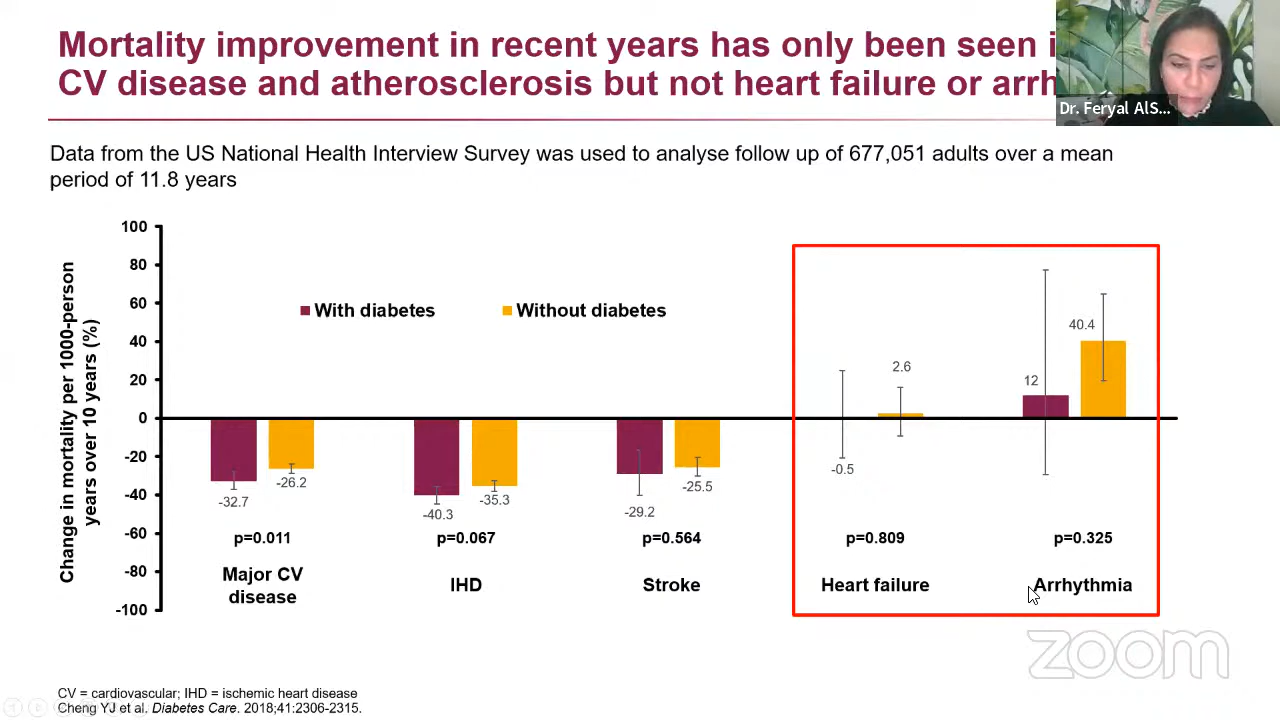 Mortality improvement in recent years has only been seen
CV disease and atherosclerosis but not heart failure or
Dr. Feryal AlS...
Data from the US National Health Interview Survey was used to analyse follow up of 677,051 adults over a mean
period of 11.8 years
Change in mortality per 1000-person
years over 10 years (%)
100
80
60
40
20
0
-20
-40
-60
-80
-100
With diabetes
Without diabetes
-32.7
-26.2
-40.3
-35.3
-29.2
-25.5
-0.5
2.6
12
40.4
p=0.011
p=0.067
p=0.564
p=0.809
p=0.325
Major CV
disease
IHD
Stroke
Heart failure
Arrhythmia
zoom
CV = cardiovascular; IHD = ischemic heart disease
Cheng YJ et al. Diabetes Care. 2018;41:2306-2315.